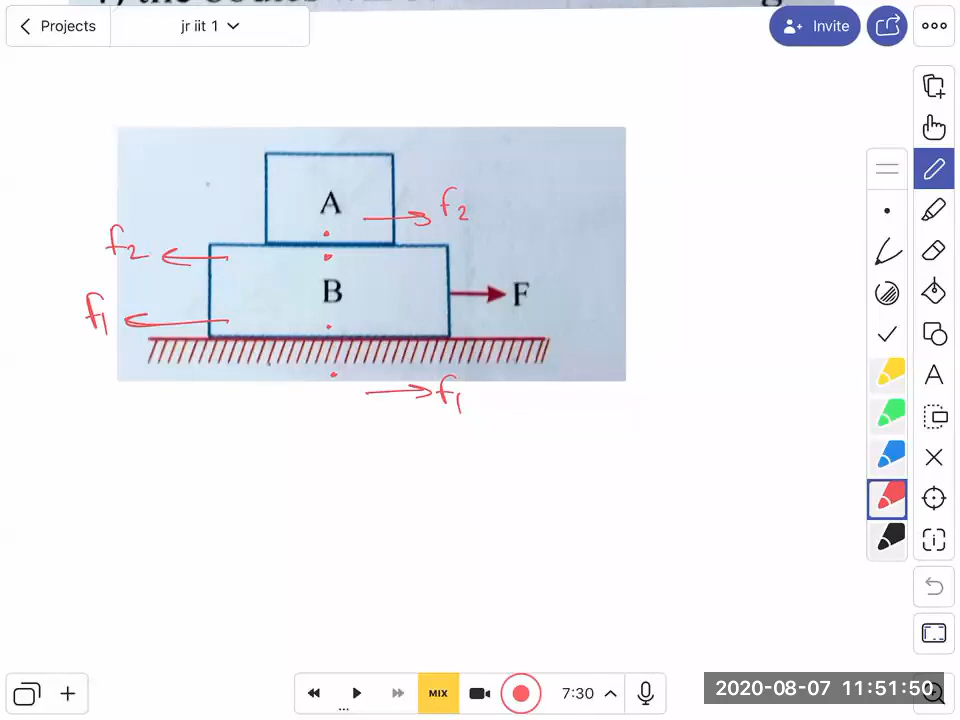 Projects
jr iit 1
Invite
A
f2
f2
B
F
f1
f1
A
MIX
7:30
2020-08-07 11:51:50